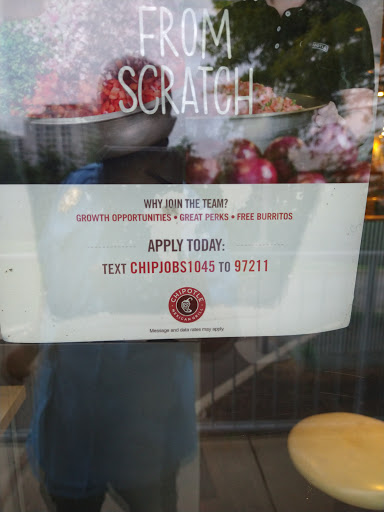 FROM
SCRATCH
WHY JOIN THE TEAM?
GROWTH OPPORTUNITIES • GREAT PERKS • FREE BURRITOS
APPLY TODAY:
TEXT CHIPJOBS1045 TO 97211
CHIPOTLE
MEXICAN GRILL
Message and data rates may apply